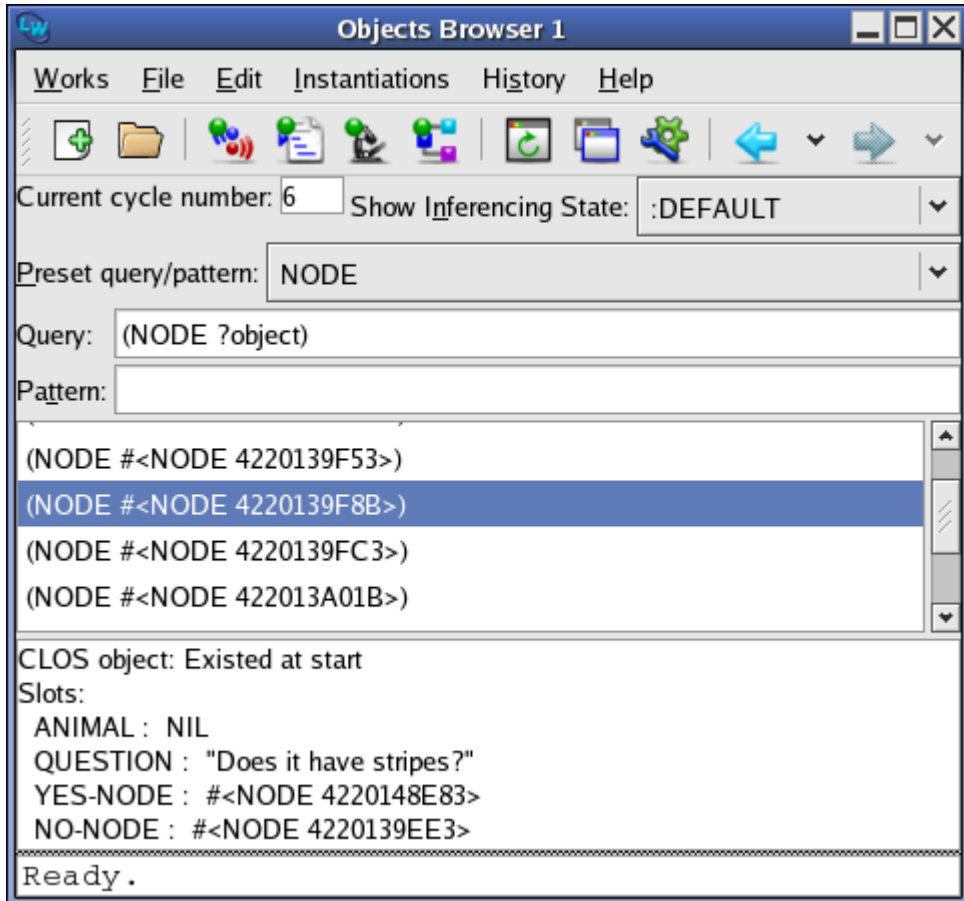 LW Objects Browser 1
Works File Edit Instantiations History Help
Current cycle number: 6 Show Inferencing State: :DEFAULT
Preset query/pattern: NODE
Query: (NODE ?object)
Pattern:
(NODE #<NODE 4220139F53>)
(NODE #<NODE 4220139F8B>)
(NODE #<NODE 4220139FC3>)
(NODE #<NODE 422013A01B>)
CLOS object: Existed at start
Slots:
ANIMAL : NIL
QUESTION : "Does it have stripes?"
YES-NODE : #<NODE 4220148E83>
NO-NODE : #<NODE 4220139EE3>
Ready.